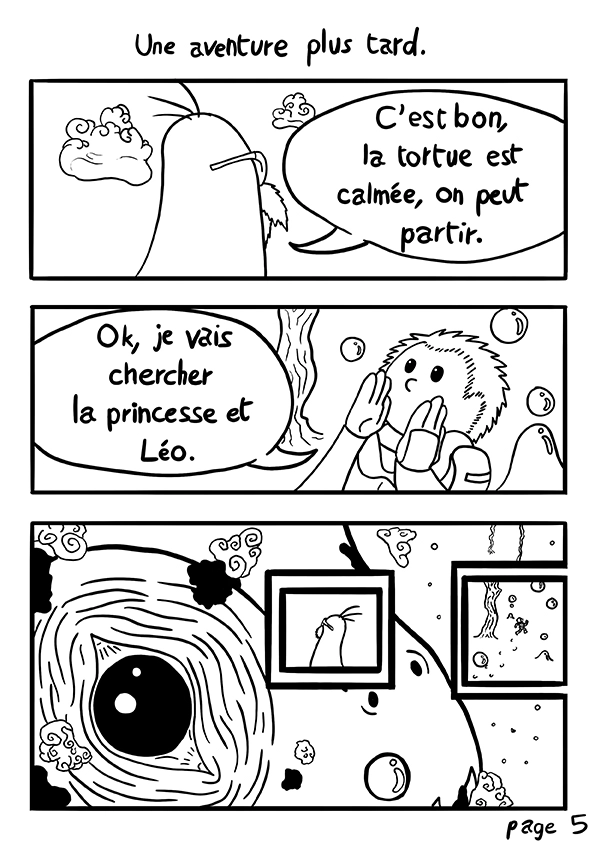 Une aventure plus tard.
C'est bon,
la tortue est
calmée, on peut
partir.
Ok, je vais
chercher
la princesse et
Léo.
page 5